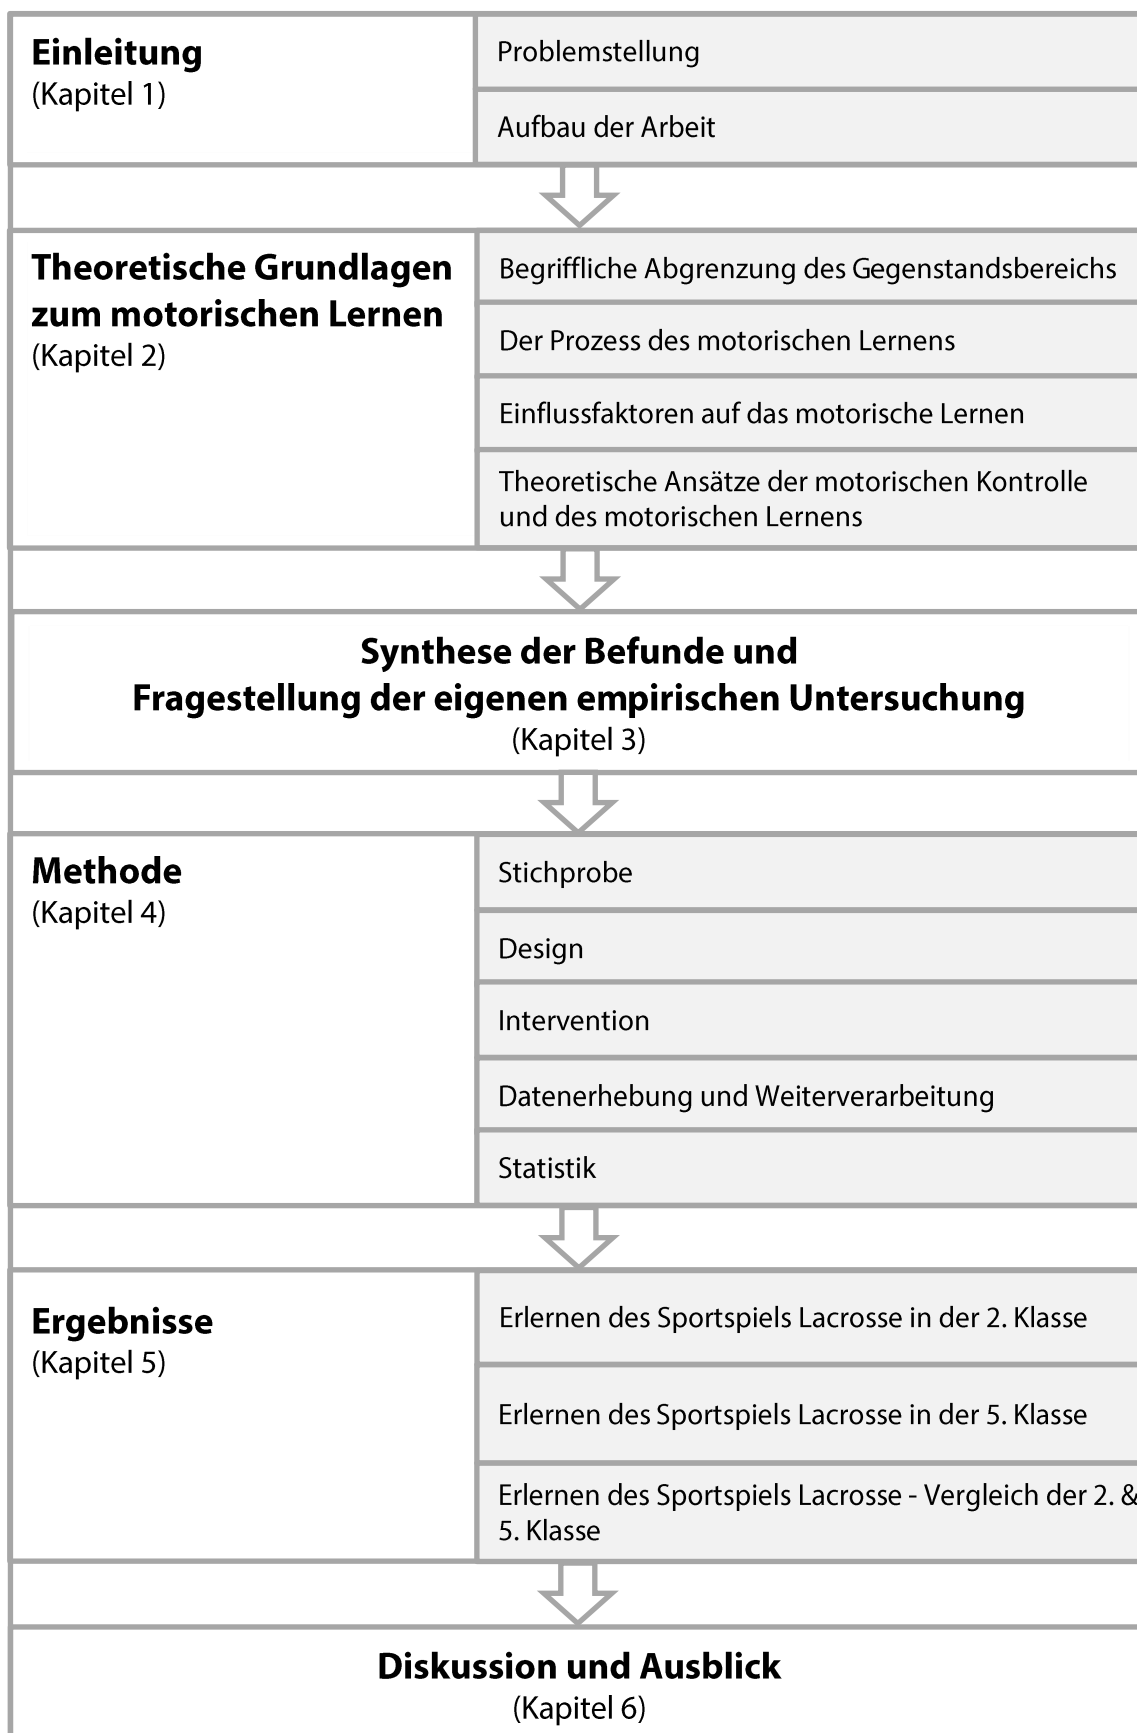 Einleitung
(Kapitel 1)
Problemstellung
Aufbau der Arbeit
Theoretische Grundlagen
zum motorischen Lernen
(Kapitel 2)
Begriffliche Abgrenzung des Gegenstandsbereichs
Der Prozess des motorischen Lernens
Einflussfaktoren auf das motorische Lernen
Theoretische Ansätze der motorischen Kontrolle
und des motorischen Lernens
Synthese der Befunde und
Fragestellung der eigenen empirischen Untersuchung
(Kapitel 3)
Methode
(Kapitel 4)
Stichprobe
Design
Intervention
Datenerhebung und Weiterverarbeitung
Statistik
Ergebnisse
(Kapitel 5)
Erlernen des Sportspiels Lacrosse in der 2. Klasse
Erlernen des Sportspiels Lacrosse in der 5. Klasse
Erlernen des Sportspiels Lacrosse - Vergleich der 2. &
5. Klasse
Diskussion und Ausblick
(Kapitel 6)